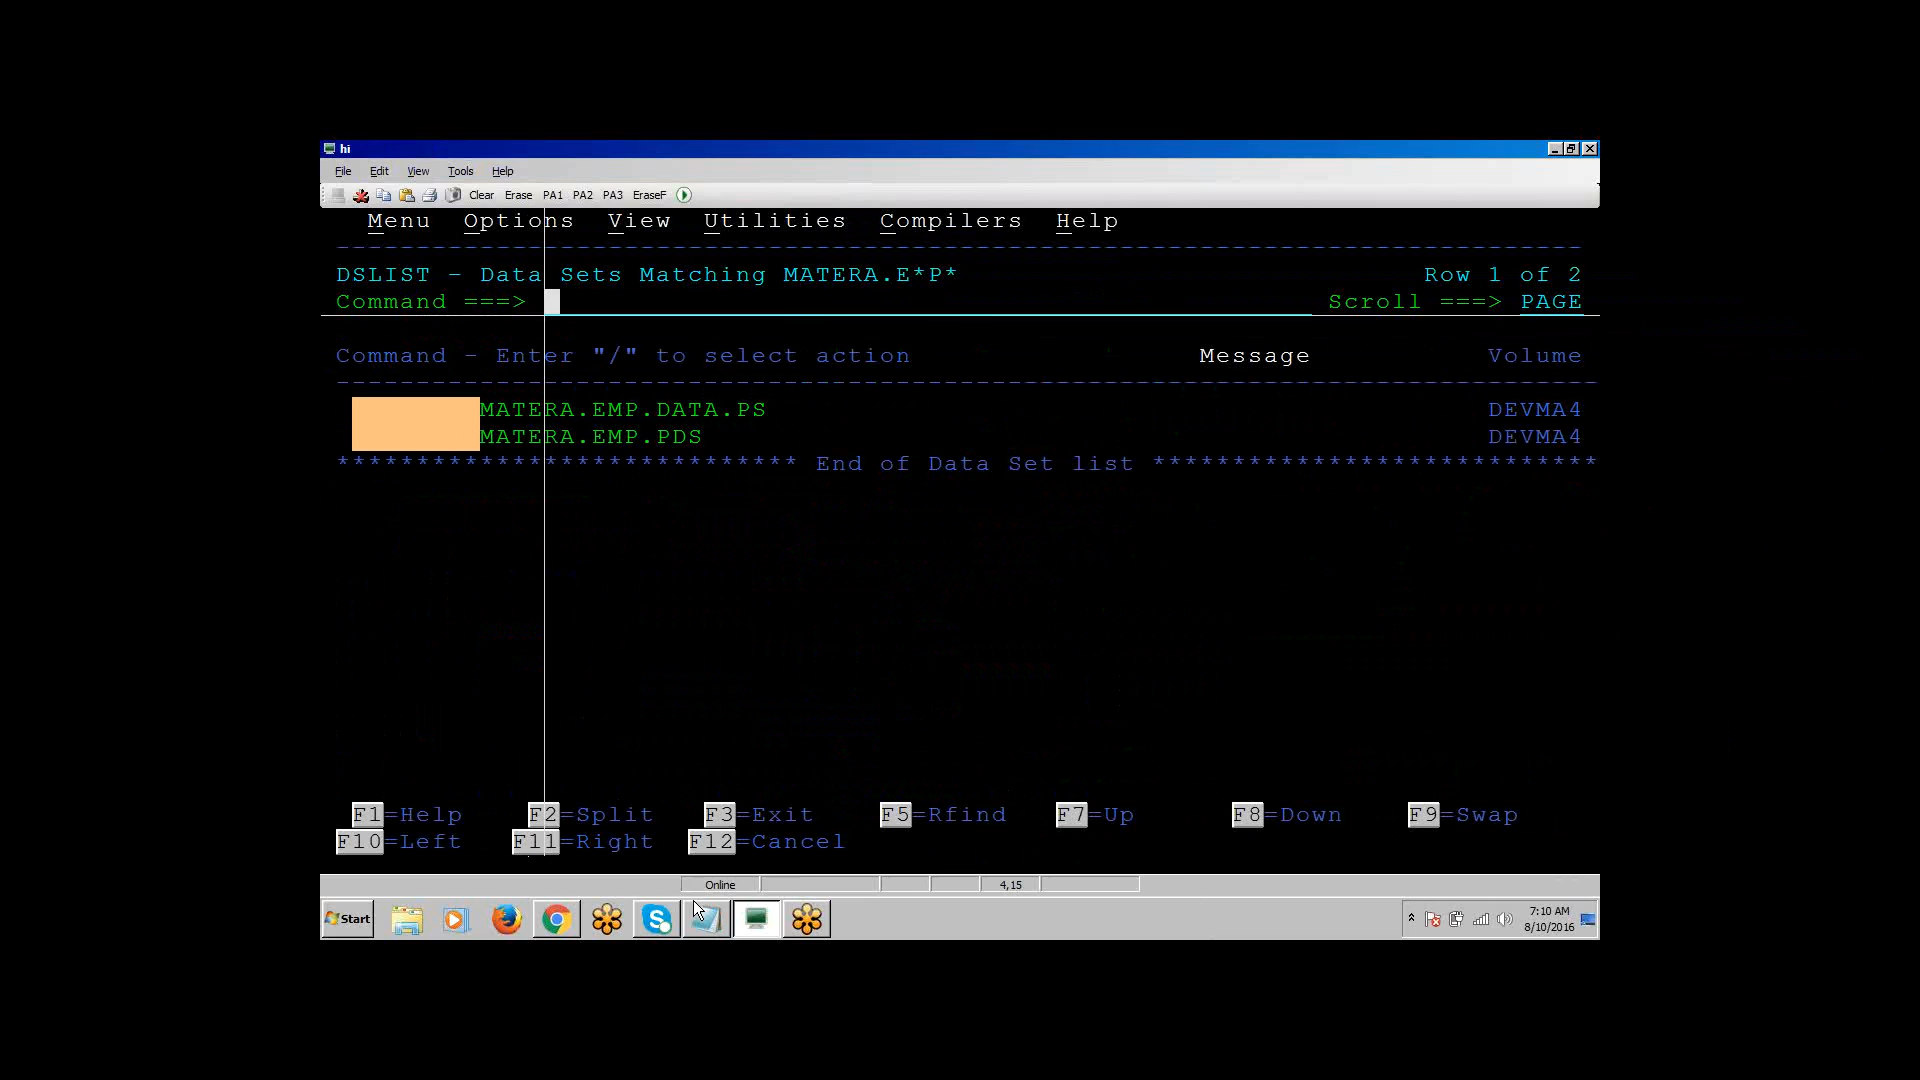 hi
File Edit View Tools Help
Clear Erase PA1 PA2 PA3 EraseF
Menu Options View Utilities Compilers Help
DSLIST - Data Sets Matching MATERA.E*P* Row 1 of 2
Command ===> Scroll ===> PAGE
Command - Enter "/" to select action Message Volume
MATERA.EMP.DATA.PS DEVMA4
MATERA.EMP.PDS DEVMA4
***************************** End of Data Set list ****************************
F1=Help F2=Split F3=Exit F5=Rfind F7=Up F8=Down F9=Swap
F10=Left F11=Right F12=Cancel
Online 4,15
Start 7:10 AM
8/10/2016